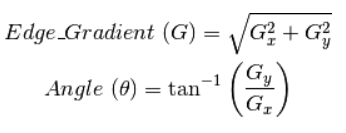 Edge_Gradient (G) = √(G_x^2 + G_y^2)
Angle (θ) = tan^{-1} (G_y / G_x)